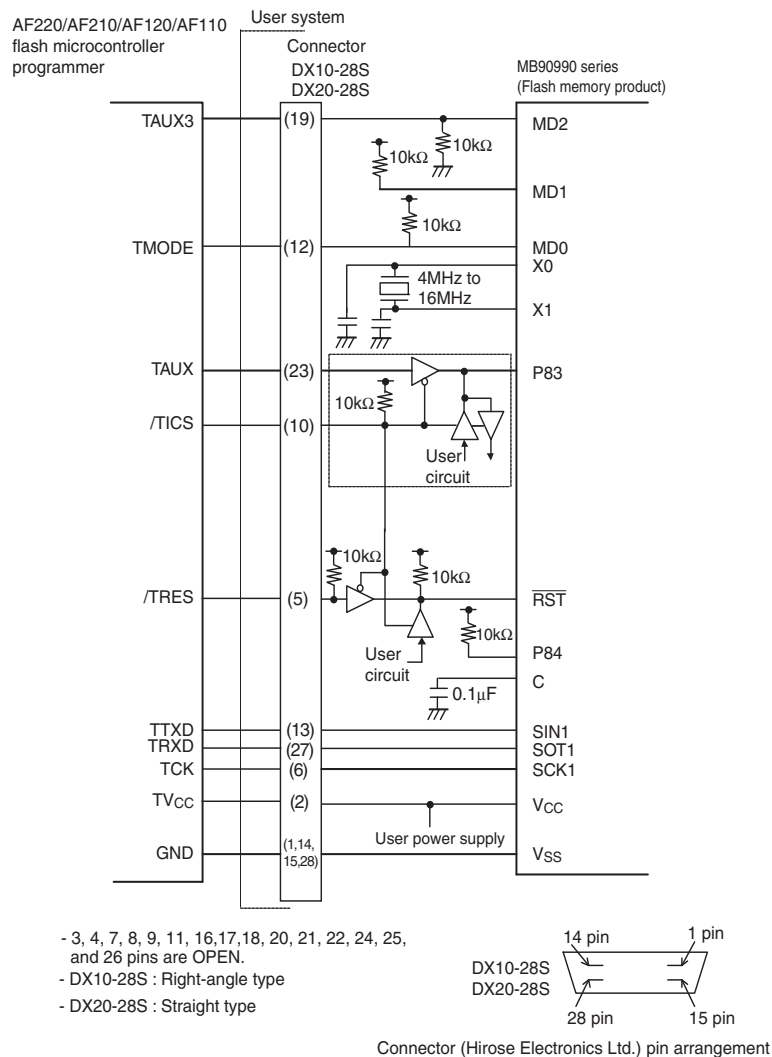 AF220/AF210/AF120/AF110
flash microcontroller
programmer
User system
Connector
DX10-28S
DX20-28S
MB90990 series
(Flash memory product)
TAUX3
(19)
MD2
10kΩ
10kΩ
MD1
10kΩ
TMODE
(12)
MD0
X0
4MHz to
16MHz
X1
TAUX
(23)
P83
10kΩ
/TICS
(10)
User
circuit
10kΩ
10kΩ
/TRES
(5)
RST
10kΩ
User
circuit
P84
C
0.1μF
TTXD
(13)
SIN1
TRXD
(27)
SOT1
TCK
(6)
SCK1
TVCC
(2)
VCC
User power supply
GND
(1,14,
15,28)
VSS
- 3, 4, 7, 8, 9, 11, 16,17,18, 20, 21, 22, 24, 25,
and 26 pins are OPEN.
- DX10-28S : Right-angle type
- DX20-28S : Straight type
14 pin
1 pin
DX10-28S
DX20-28S
28 pin
15 pin
Connector (Hirose Electronics Ltd.) pin arrangement